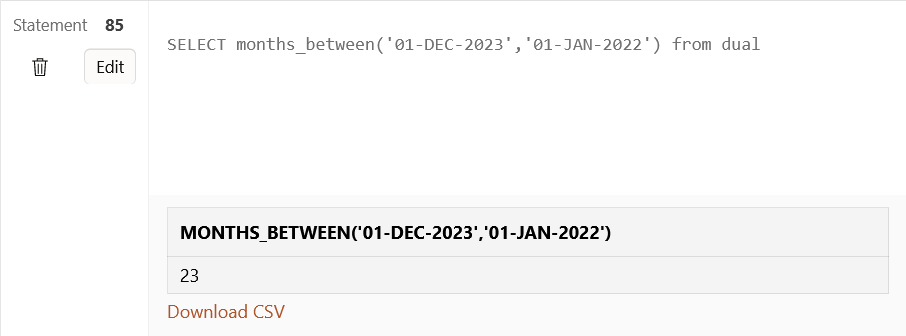 Statement 85
Edit
SELECT months_between('01-DEC-2023','01-JAN-2022') from dual
MONTHS_BETWEEN('01-DEC-2023','01-JAN-2022')
23
Download CSV